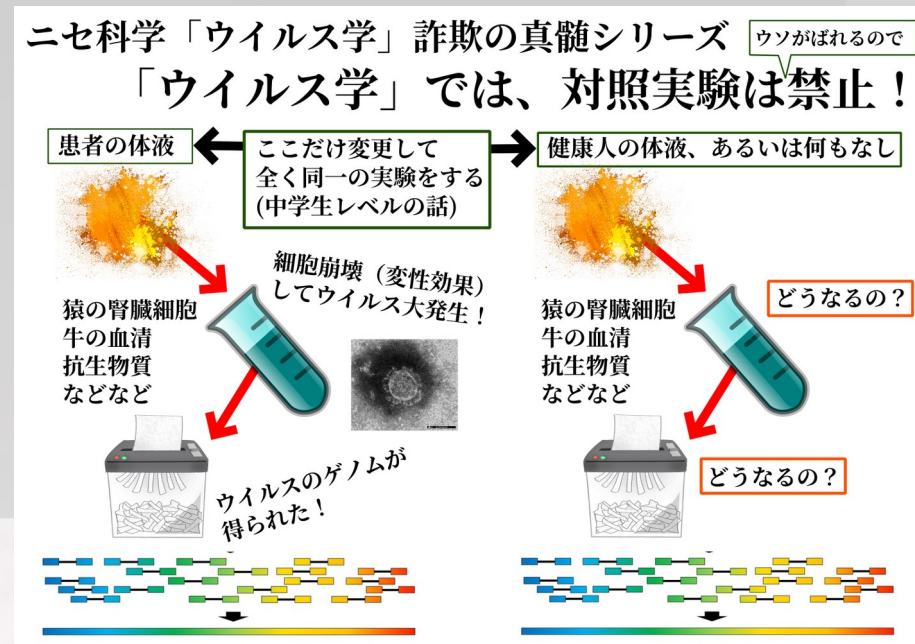 ニセ科学「ウイルス学」詐欺の真髄シリーズ
ウソがばれるので
「ウイルス学」では、対照実験は禁止！
患者の体液
ここだけ変更して
全く同一の実験をする
(中学生レベルの話)
健康人の体液、あるいは何もなし
細胞崩壊（変性効果）
してウイルス大発生！
猿の腎臓細胞
牛の血清
抗生物質
などなど
ウイルスのゲノムが
得られた！
どうなるの？
猿の腎臓細胞
牛の血清
抗生物質
などなど
どうなるの？